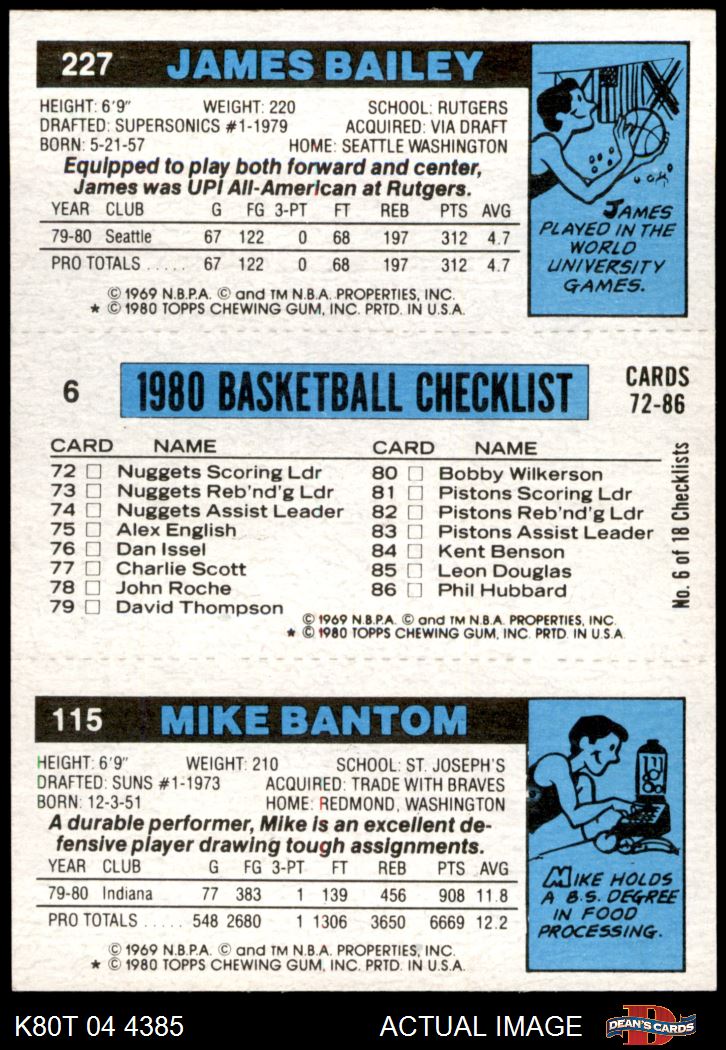 227 JAMES BAILEY
HEIGHT: 6'9" WEIGHT: 220 SCHOOL: RUTGERS
DRAFTED: SUPERSONICS #1-1979 ACQUIRED: VIA DRAFT
BORN: 5-21-57 HOME: SEATTLE WASHINGTON
Equipped to play both forward and center,
James was UPI All-American at Rutgers.
YEAR CLUB G FG 3-PT FT REB PTS AVG
79-80 Seattle 67 122 0 68 197 312 4.7
PRO TOTALS ..... 67 122 0 68 197 312 4.7
© 1969 N.B.P.A. © and TM N.B.A. PROPERTIES, INC.
* © 1980 TOPPS CHEWING GUM, INC. PRTD. IN U.S.A.
JAMES
PLAYED IN THE
WORLD
UNIVERSITY
GAMES.
6 1980 BASKETBALL CHECKLIST CARDS
72-86
CARD NAME CARD NAME
72 □ Nuggets Scoring Ldr 80 □ Bobby Wilkerson
73 □ Nuggets Reb'nd'g Ldr 81 □ Pistons Scoring Ldr
74 □ Nuggets Assist Leader 82 □ Pistons Reb'nd'g Ldr
75 □ Alex English 83 □ Pistons Assist Leader
76 □ Dan Issel 84 □ Kent Benson
77 □ Charlie Scott 85 □ Leon Douglas
78 □ John Roche 86 □ Phil Hubbard
79 □ David Thompson
No. 6 of 18 Checklists
© 1969 N.B.P.A. © and TM N.B.A. PROPERTIES, INC.
* © 1980 TOPPS CHEWING GUM, INC. PRTD. IN U.S.A.
115 MIKE BANTOM
HEIGHT: 6'9" WEIGHT: 210 SCHOOL: ST. JOSEPH'S
DRAFTED: SUNS #1-1973 ACQUIRED: TRADE WITH BRAVES
BORN: 12-3-51 HOME: REDMOND, WASHINGTON
A durable performer, Mike is an excellent de-
fensive player drawing tough assignments.
YEAR CLUB G FG 3-PT FT REB PTS AVG
79-80 Indiana 77 383 1 139 456 908 11.8
PRO TOTALS ..... 548 2680 1 1306 3650 6669 12.2
© 1969 N.B.P.A. © and TM N.B.A. PROPERTIES, INC.
* © 1980 TOPPS CHEWING GUM, INC. PRTD. IN U.S.A.
MIKE HOLDS
A B.S. DEGREE
IN FOOD
PROCESSING.
K80T 04 4385 ACTUAL IMAGE D DEAN'S CARDS